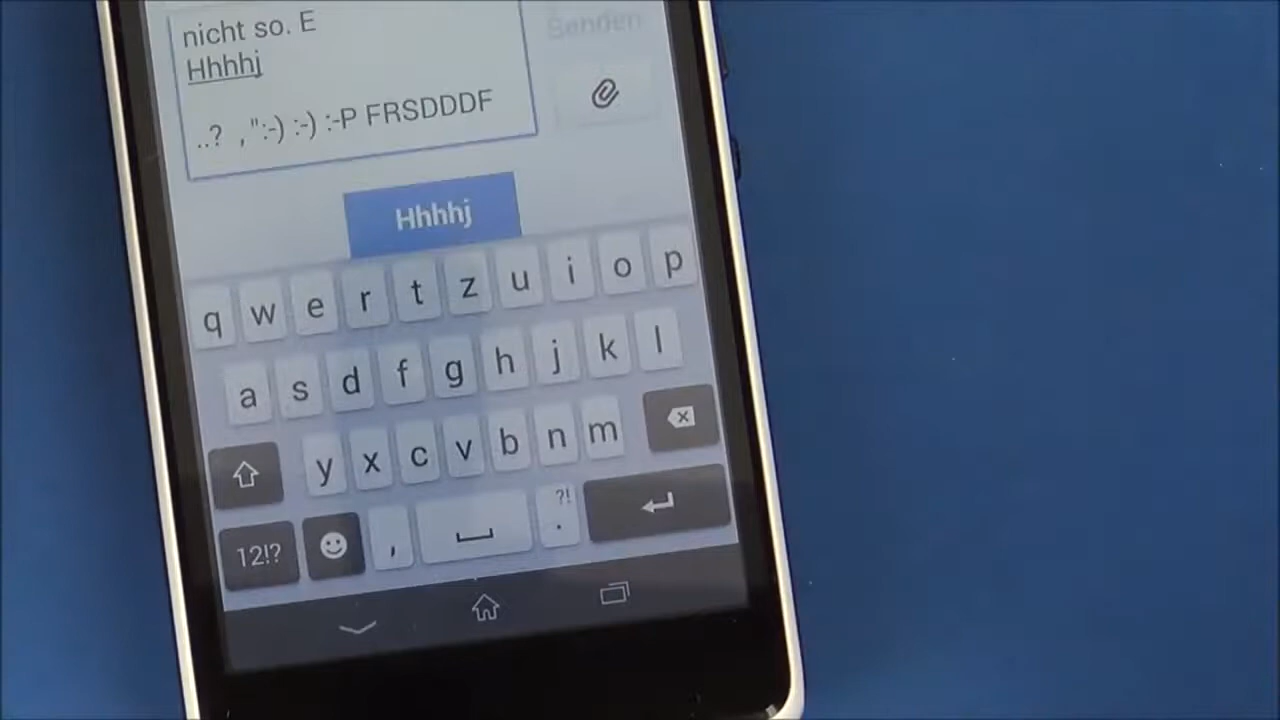 nicht so. E
Senden
Hhhhj
..? ,":-) :-) :-P FRSDDDF
Hhhhj
q w e r t z u i o p
a s d f g h j k l
y x c v b n m
12!? , ?! .